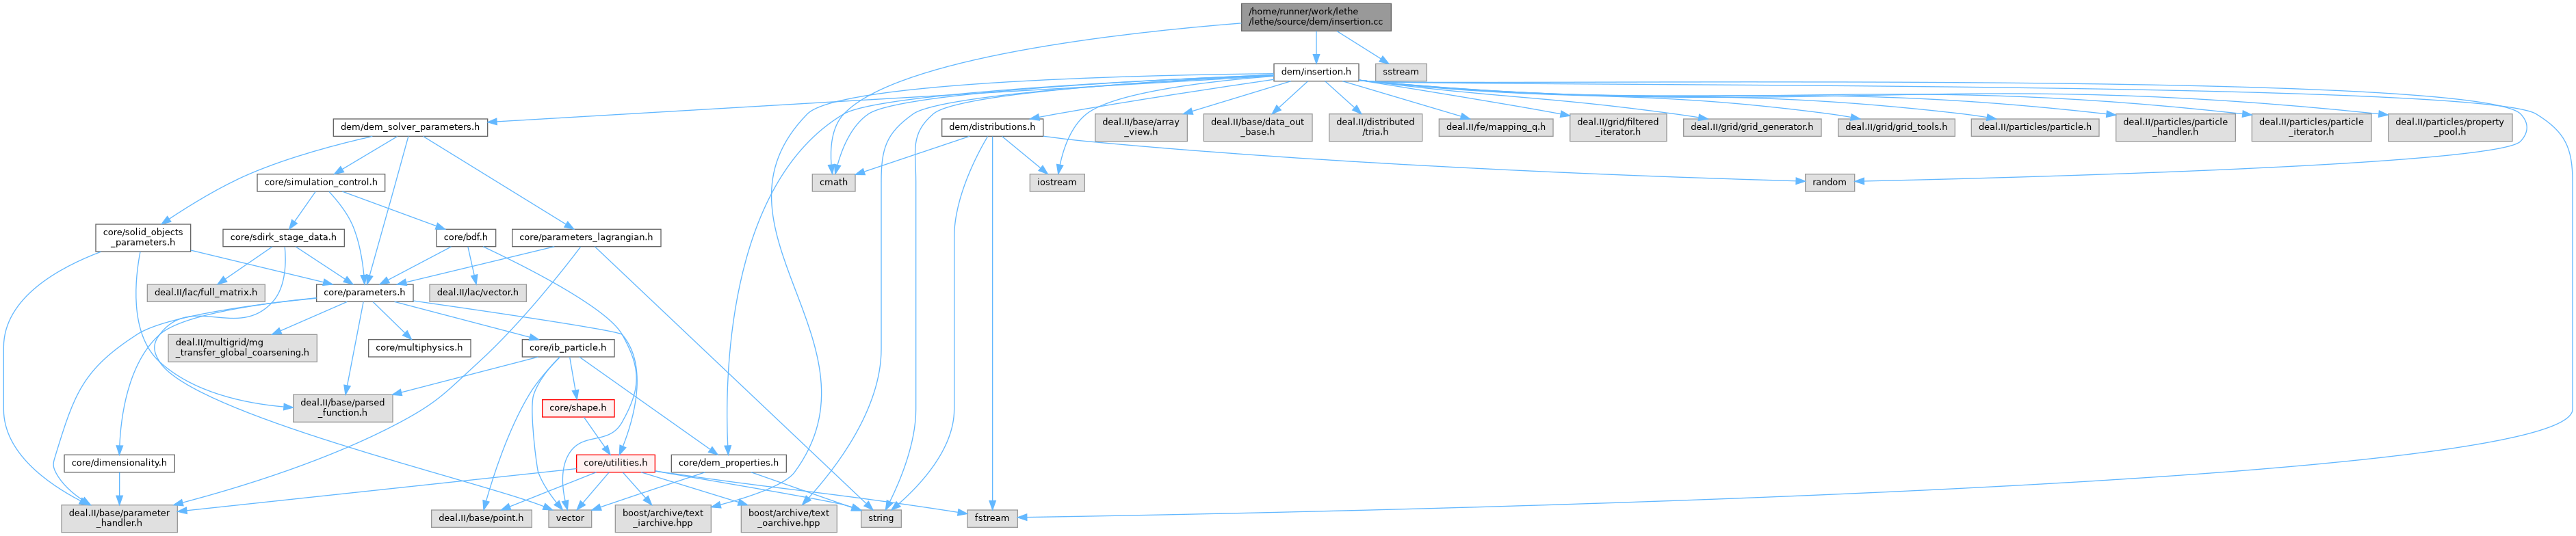 /home/runner/work/lethe
/lethe/source/dem/insertion.cc
dem/insertion.h
sstream
dem/dem_solver_parameters.h
dem/distributions.h
deal.II/base/array
_view.h
deal.II/base/data_out
_base.h
deal.II/distributed
/tria.h
deal.II/fe/mapping_q.h
deal.II/grid/filtered
_iterator.h
deal.II/grid/grid_generator.h
deal.II/grid/grid_tools.h
deal.II/particles/particle.h
deal.II/particles/particle
_handler.h
deal.II/particles/particle
_iterator.h
deal.II/particles/property
_pool.h
core/simulation_control.h
cmath
iostream
random
core/solid_objects
_parameters.h
core/sdirk_stage_data.h
core/bdf.h
core/parameters_lagrangian.h
deal.II/lac/full_matrix.h
core/parameters.h
deal.II/lac/vector.h
deal.II/multigrid/mg
_transfer_global_coarsening.h
core/multiphysics.h
core/ib_particle.h
deal.II/base/parsed
_function.h
core/shape.h
core/dimensionality.h
core/utilities.h
core/dem_properties.h
deal.II/base/parameter
_handler.h
deal.II/base/point.h
vector
boost/archive/text
_iarchive.hpp
boost/archive/text
_oarchive.hpp
string
fstream